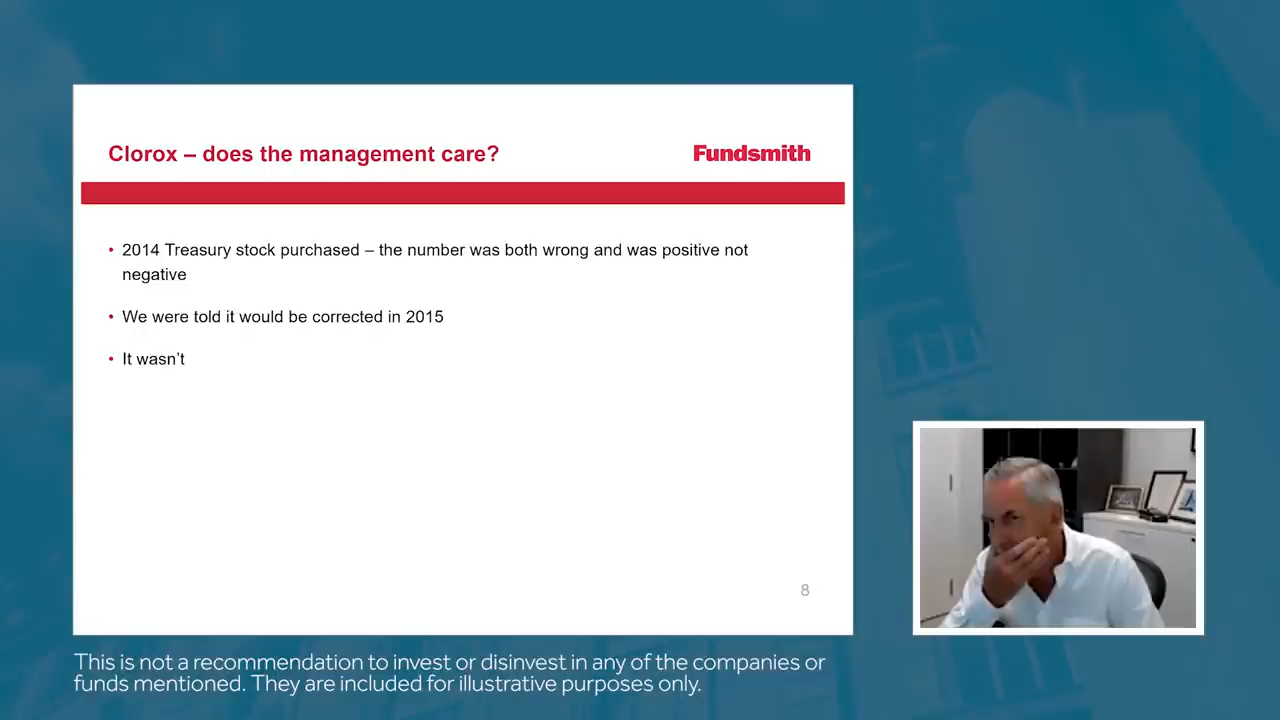 Clorox – does the management care?
Fundsmith
• 2014 Treasury stock purchased – the number was both wrong and was positive not
negative
• We were told it would be corrected in 2015
• It wasn’t
8
This is not a recommendation to invest or disinvest in any of the companies or
funds mentioned. They are included for illustrative purposes only.